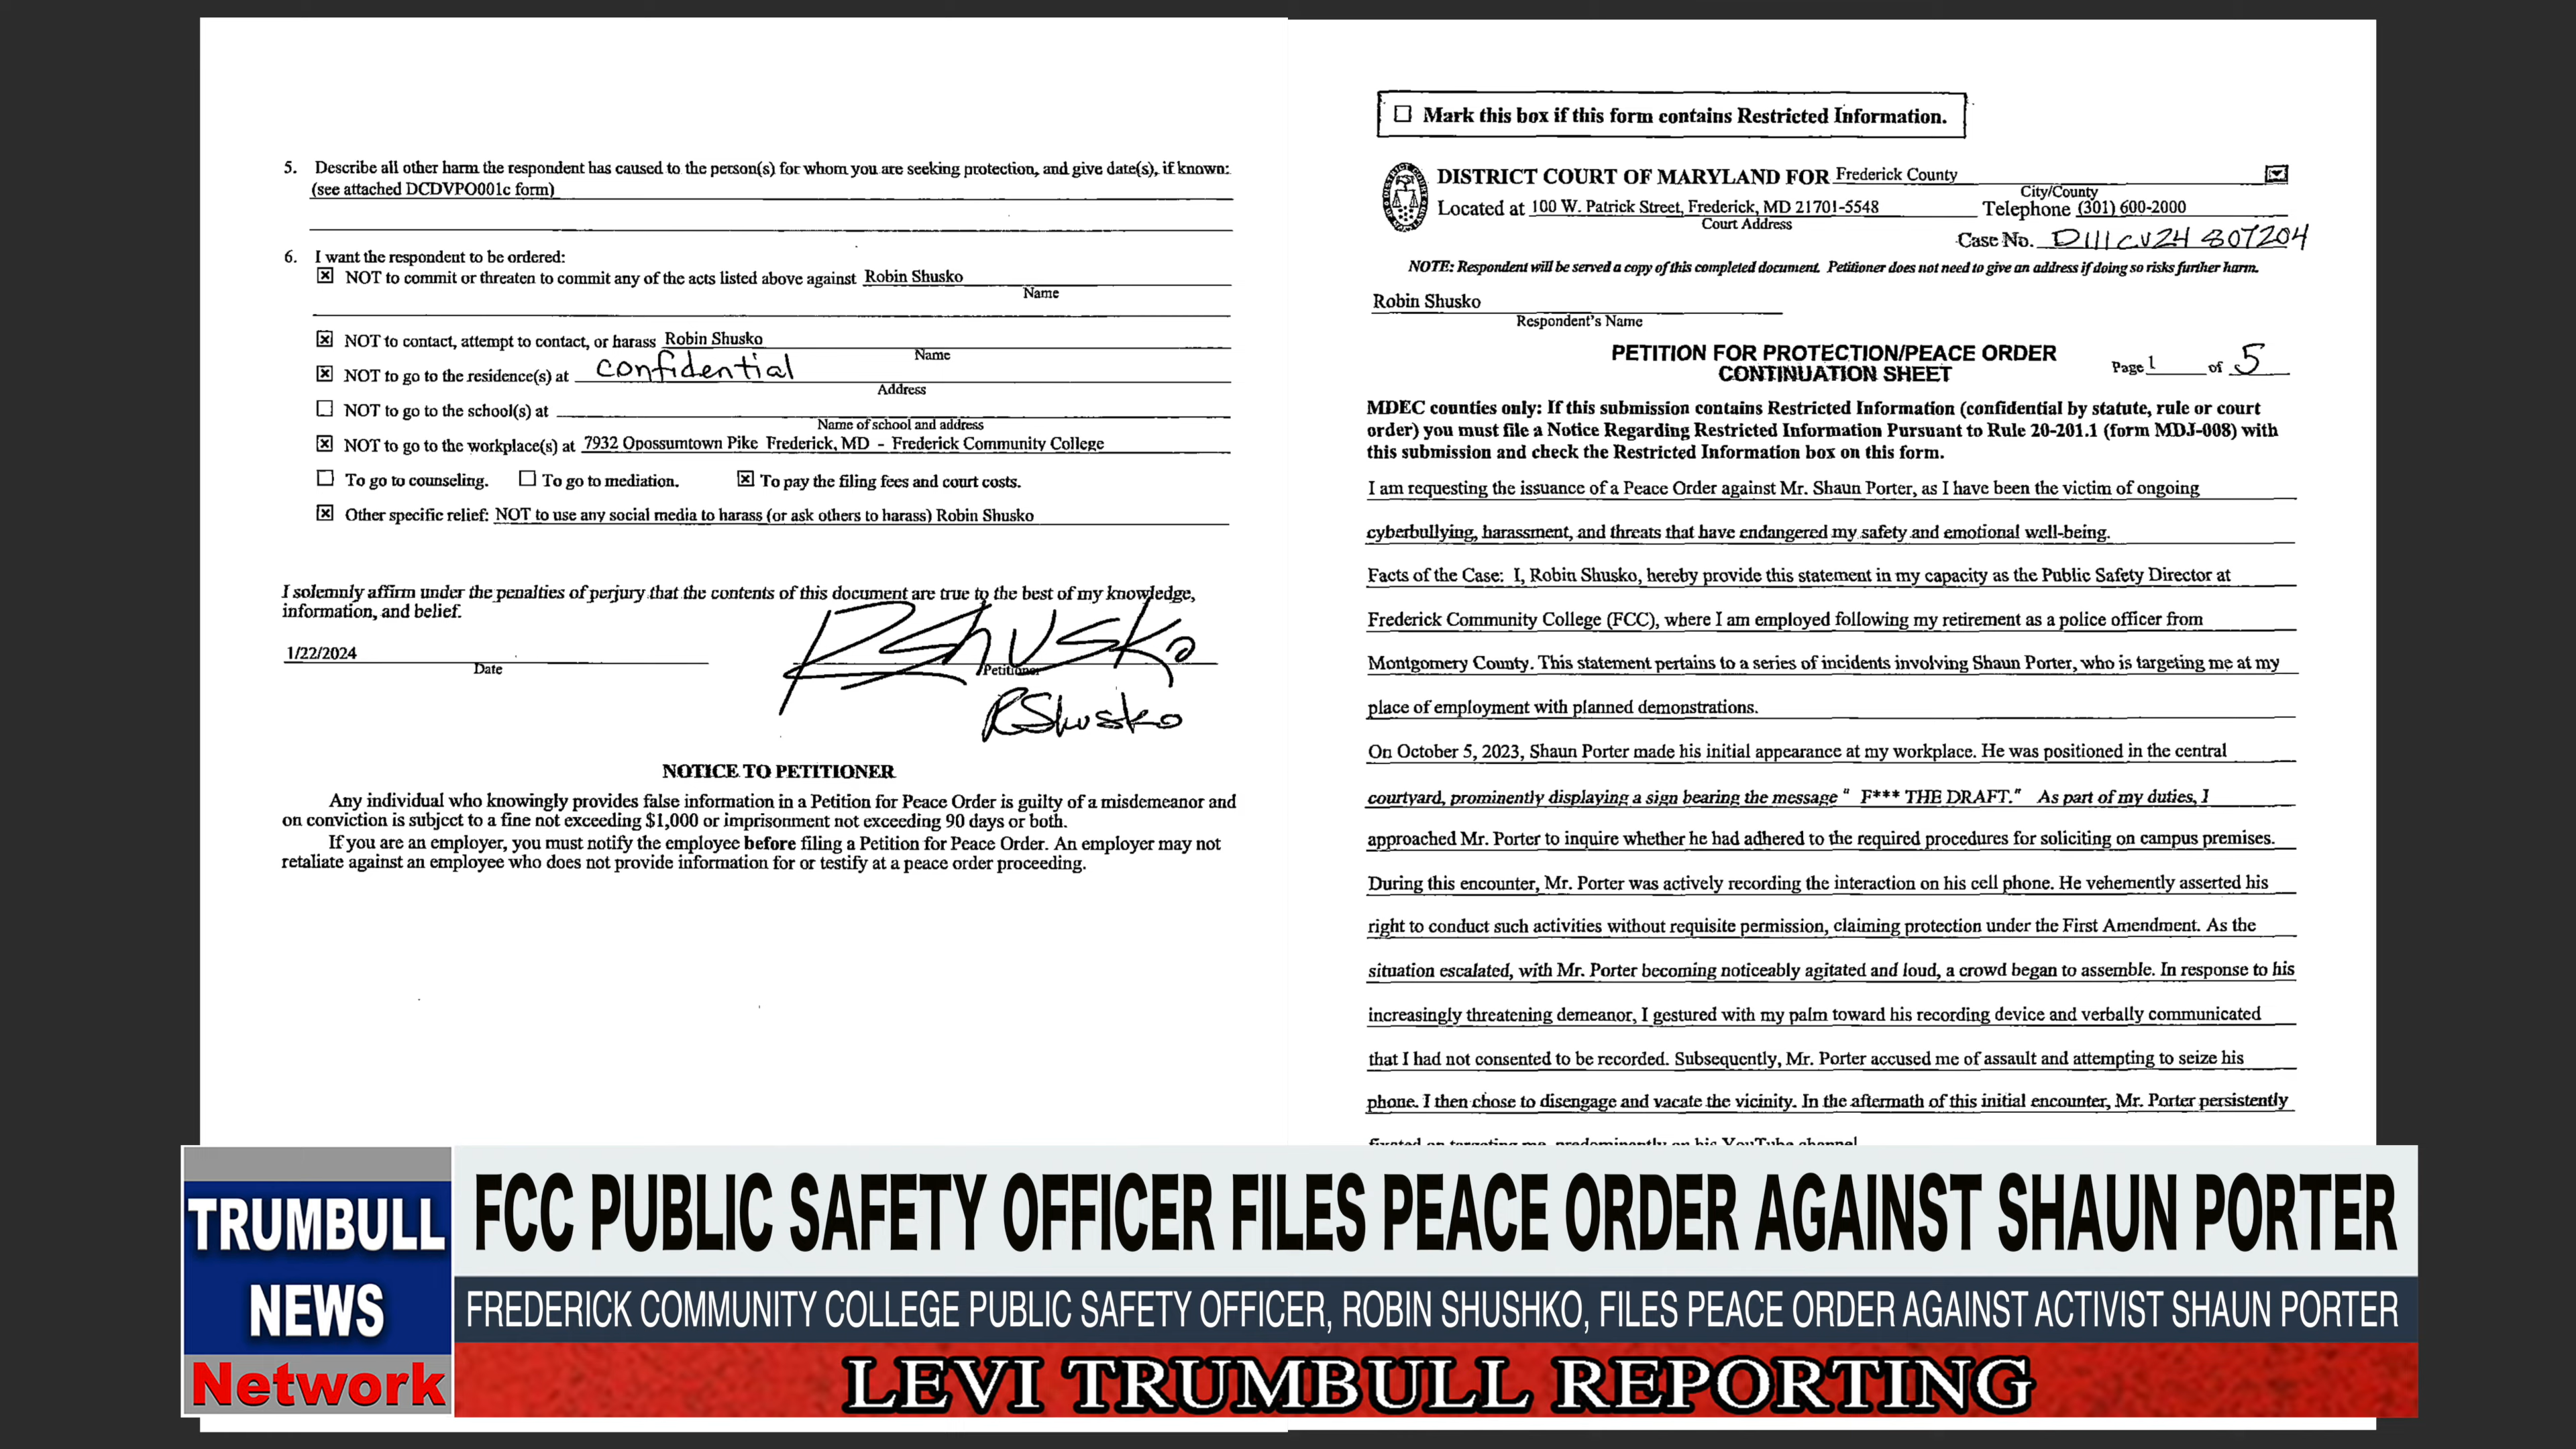 5. Describe all other harm the respondent has caused to the person(s) for whom you are seeking protection, and give date(s), if known:
(see attached DCDVPO001c form)
6. I want the respondent to be ordered:
☒ NOT to commit or threaten to commit any of the acts listed above against Robin Shusko
Name
☒ NOT to contact, attempt to contact, or harass Robin Shusko
Name
☒ NOT to go to the residence(s) at confidential
Address
☐ NOT to go to the school(s) at
Name of school and address
☒ NOT to go to the workplace(s) at 7932 Opossumtown Pike Frederick, MD - Frederick Community College
☐ To go to counseling. ☐ To go to mediation. ☒ To pay the filing fees and court costs.
☒ Other specific relief: NOT to use any social media to harass (or ask others to harass) Robin Shusko
I solemnly affirm under the penalties of perjury that the contents of this document are true to the best of my knowledge,
information, and belief.
RShusko
1/22/2024
Date
Petitioner
RShusko
NOTICE TO PETITIONER
Any individual who knowingly provides false information in a Petition for Peace Order is guilty of a misdemeanor and
on conviction is subject to a fine not exceeding $1,000 or imprisonment not exceeding 90 days or both.
If you are an employer, you must notify the employee before filing a Petition for Peace Order. An employer may not
retaliate against an employee who does not provide information for or testify at a peace order proceeding.
☐ Mark this box if this form contains Restricted Information.
DISTRICT COURT OF MARYLAND FOR Frederick County
City/County
Located at 100 W. Patrick Street, Frederick, MD 21701-5548 Telephone (301) 600-2000
Court Address
Case No. D111CV24 807204
NOTE: Respondent will be served a copy of this completed document. Petitioner does not need to give an address if doing so risks further harm.
Robin Shusko
Respondent's Name
PETITION FOR PROTECTION/PEACE ORDER
CONTINUATION SHEET
Page 1 of 5
MDEC counties only: If this submission contains Restricted Information (confidential by statute, rule or court
order) you must file a Notice Regarding Restricted Information Pursuant to Rule 20-201.1 (form MDJ-008) with
this submission and check the Restricted Information box on this form.
I am requesting the issuance of a Peace Order against Mr. Shaun Porter, as I have been the victim of ongoing
cyberbullying, harassment, and threats that have endangered my safety and emotional well-being.
Facts of the Case: I, Robin Shusko, hereby provide this statement in my capacity as the Public Safety Director at
Frederick Community College (FCC), where I am employed following my retirement as a police officer from
Montgomery County. This statement pertains to a series of incidents involving Shaun Porter, who is targeting me at my
place of employment with planned demonstrations.
On October 5, 2023, Shaun Porter made his initial appearance at my workplace. He was positioned in the central
courtyard, prominently displaying a sign bearing the message " F*** THE DRAFT." As part of my duties, I
approached Mr. Porter to inquire whether he had adhered to the required procedures for soliciting on campus premises.
During this encounter, Mr. Porter was actively recording the interaction on his cell phone. He vehemently asserted his
right to conduct such activities without requisite permission, claiming protection under the First Amendment. As the
situation escalated, with Mr. Porter becoming noticeably agitated and loud, a crowd began to assemble. In response to his
increasingly threatening demeanor, I gestured with my palm toward his recording device and verbally communicated
that I had not consented to be recorded. Subsequently, Mr. Porter accused me of assault and attempting to seize his
phone. I then chose to disengage and vacate the vicinity. In the aftermath of this initial encounter, Mr. Porter persistently
fixated on targeting me, predominantly on his YouTube channel
TRUMBULL
NEWS
Network
FCC PUBLIC SAFETY OFFICER FILES PEACE ORDER AGAINST SHAUN PORTER
FREDERICK COMMUNITY COLLEGE PUBLIC SAFETY OFFICER, ROBIN SHUSHKO, FILES PEACE ORDER AGAINST ACTIVIST SHAUN PORTER
LEVI TRUMBULL REPORTING